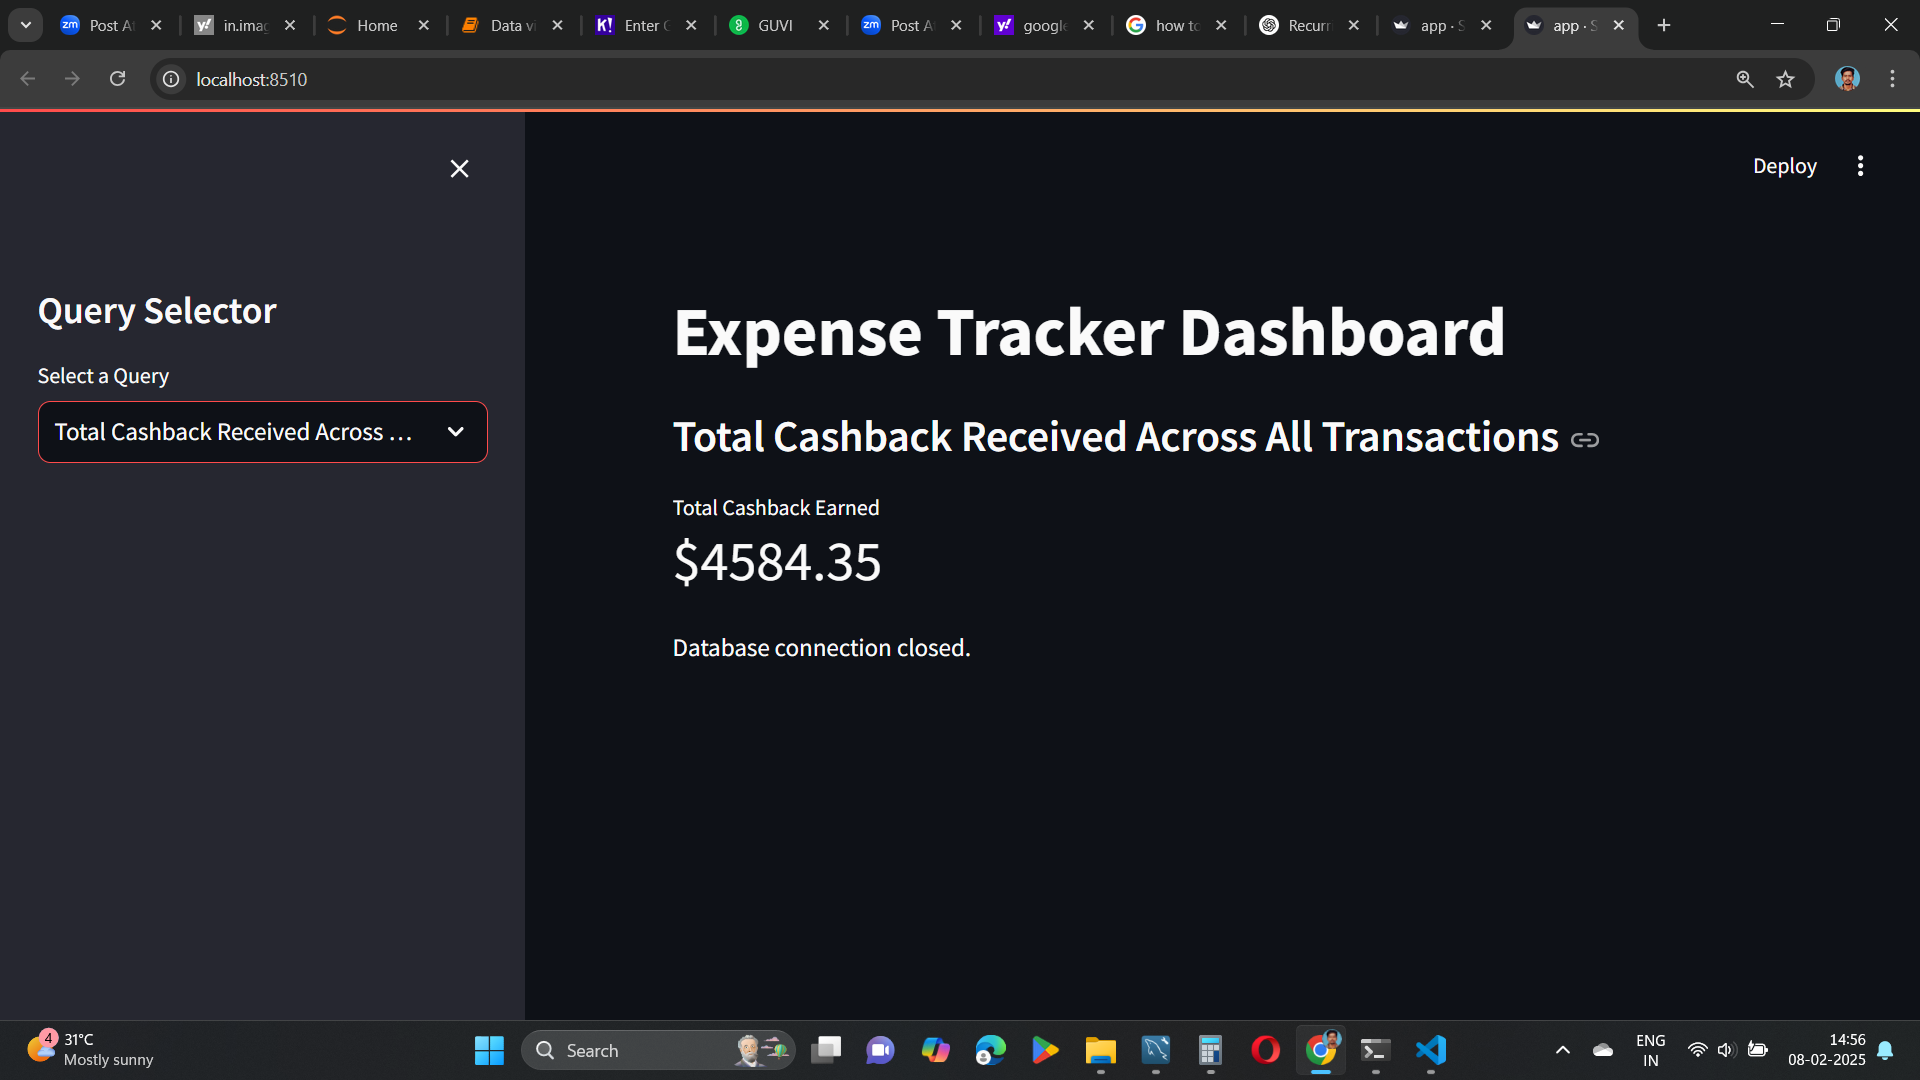 Post A
in.imag
Home
Data vi
Enter
GUVI
Post A
google
how to
Recurr
app · S
app · S
localhost:8510
Deploy
Query Selector
Select a Query
Total Cashback Received Across ...
Expense Tracker Dashboard
Total Cashback Received Across All Transactions
Total Cashback Earned
$4584.35
Database connection closed.
4
31°C
Mostly sunny
Search
ENG
IN
14:56
08-02-2025